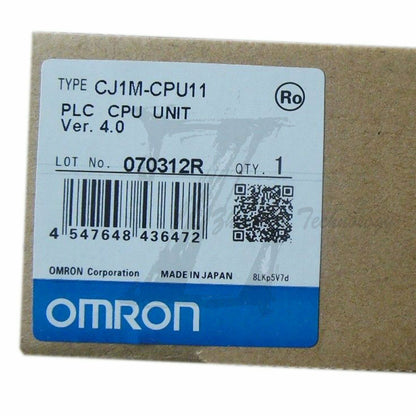 TYPE CJ1M-CPU11
Ro
PLC CPU UNIT
Ver. 4.0
LOT No. 070312R QTY. 1
4 547648 436472
OMRON Corporation MADE IN JAPAN 8LKp5V7d
OMRON